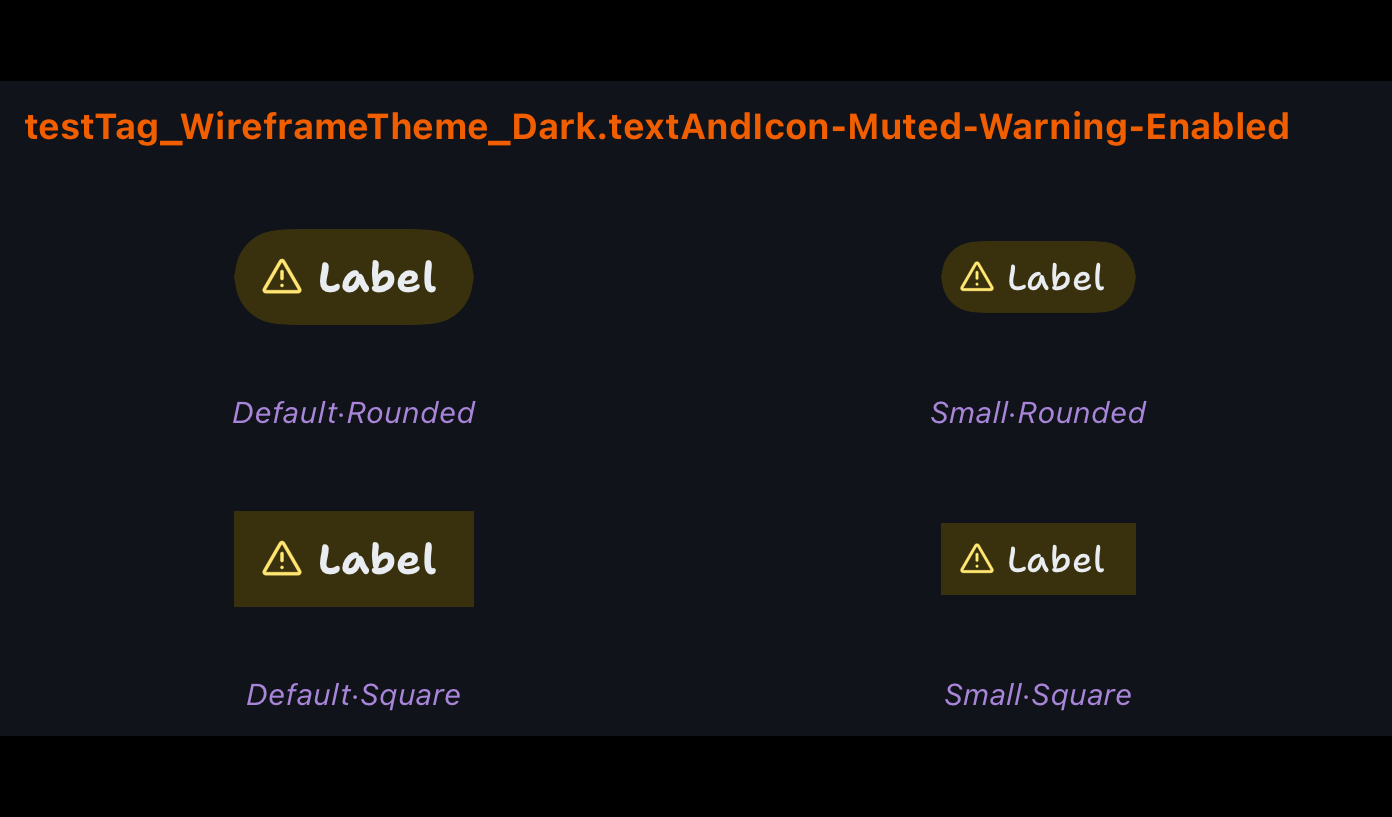 testTag_WireframeTheme_Dark.textAndIcon-Muted-Warning-Enabled
Label
Label
Default·Rounded
Small·Rounded
Label
Label
Default·Square
Small·Square